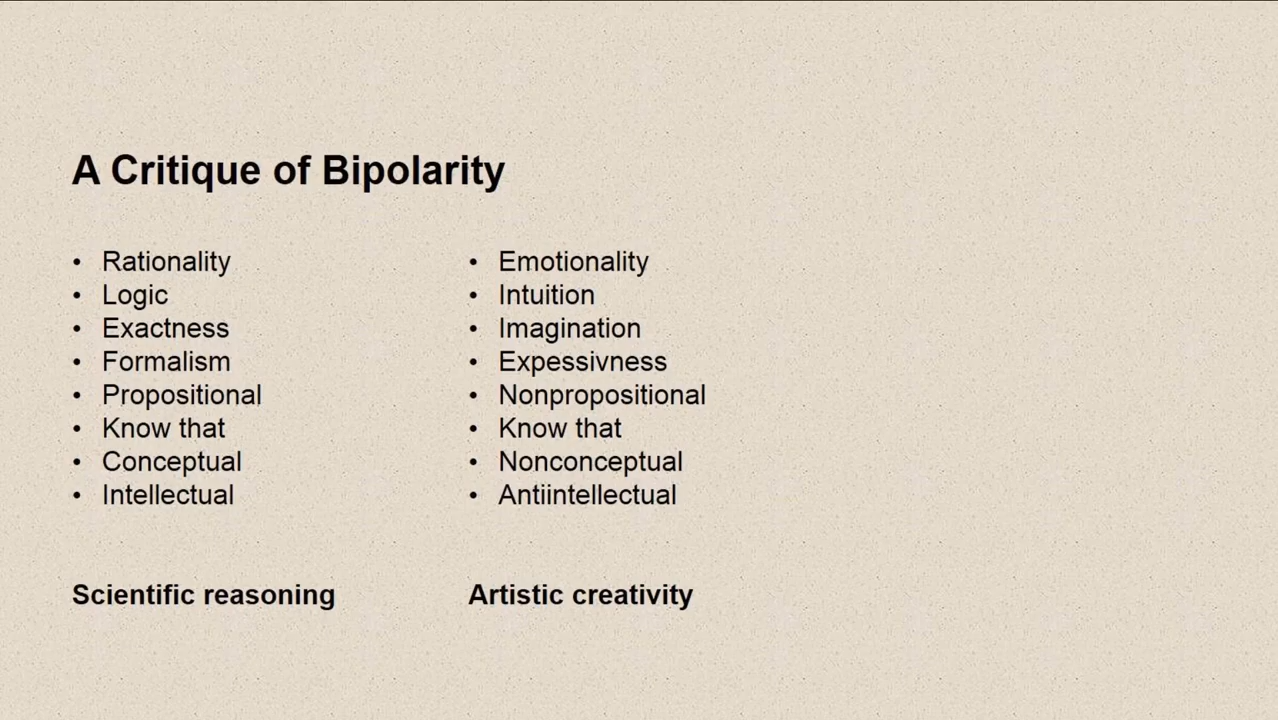 A Critique of Bipolarity
• Rationality
• Logic
• Exactness
• Formalism
• Propositional
• Know that
• Conceptual
• Intellectual
Scientific reasoning
• Emotionality
• Intuition
• Imagination
• Expessivness
• Nonpropositional
• Know that
• Nonconceptual
• Antiintellectual
Artistic creativity